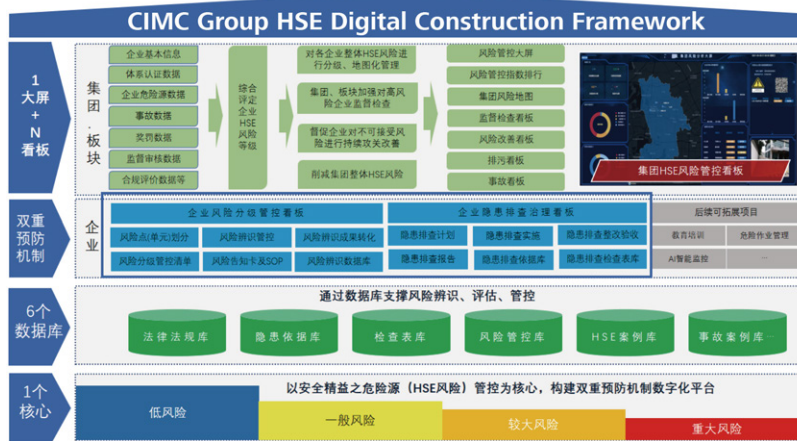 CIMC Group HSE Digital Construction Framework
1
大屏
+
N
看板
集团·板块
企业基本信息
体系认证数据
企业危险源数据
事故数据
奖罚数据
监督审核数据
合规评价数据等
综合
评定
企业
HSE
风险
等级
对各企业整体HSE风险进
行分级、地图化管理
集团、板块加强对高风
险企业监督检查
督促企业对不可接受风
险进行持续攻关改善
削减集团整体HSE风险
风险管控大屏
风险管控指数排行
集团风险地图
监督检查看板
风险改善看板
排污看板
事故看板
集团HSE风险管控看板
双重
预防
机制
企业
企业风险分级管控看板
风险点(单元)划分
风险辨识管控
风险辨识成果转化
风险分级管控清单
风险告知卡及SOP
风险辨识数据库
企业隐患排查治理看板
隐患排查计划
隐患排查实施
隐患排查整改验收
隐患排查报告
隐患排查依据库
隐患排查检查表库
后续可拓展项目
教育培训
危险作业管理
AI智能监控
...
6个
数据库
通过数据库支撑风险辨识、评估、管控
法律法规库
隐患依据库
检查表库
风险管控库
HSE案例库
事故案例库...
1个
核心
以安全精益之危险源（HSE风险）管控为核心，构建双重预防机制数字化平台
低风险
一般风险
较大风险
重大风险